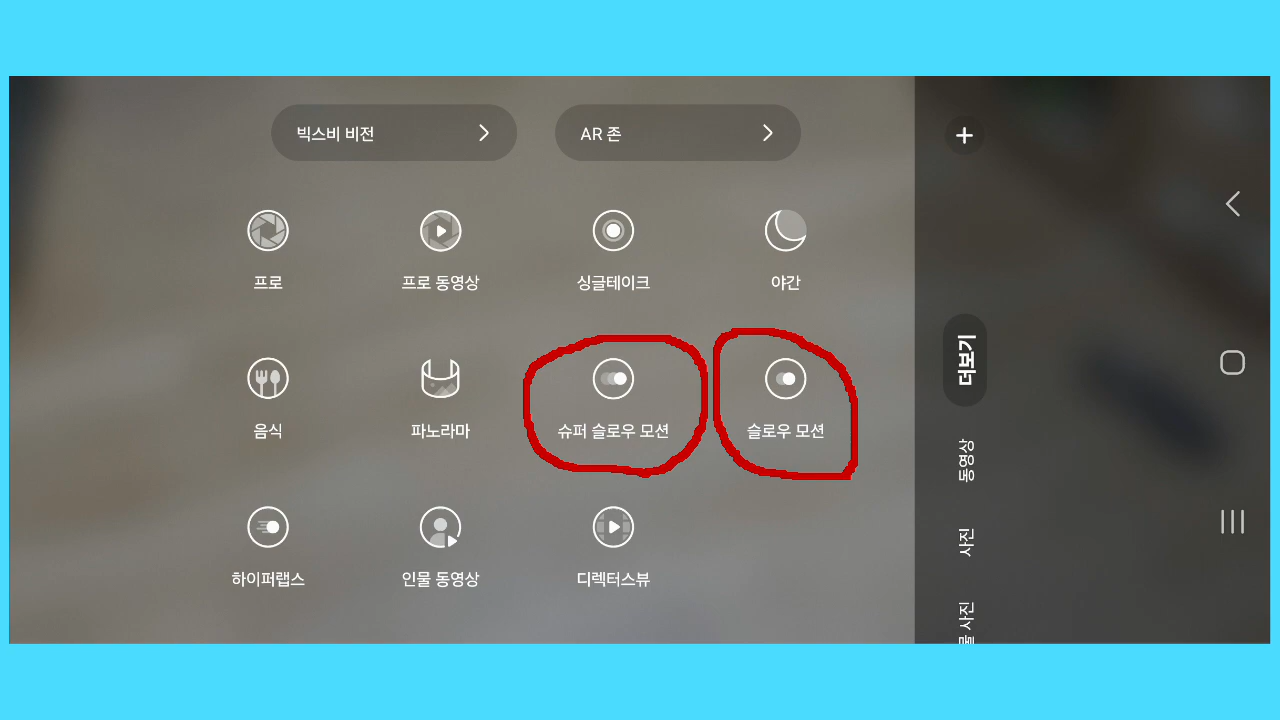 빅스비 비전
AR 존
프로
프로 동영상
싱글테이크
야간
음식
파노라마
슈퍼 슬로우 모션
슬로우 모션
하이퍼랩스
인물 동영상
디렉터스뷰
더보기
동영상
사진
사진